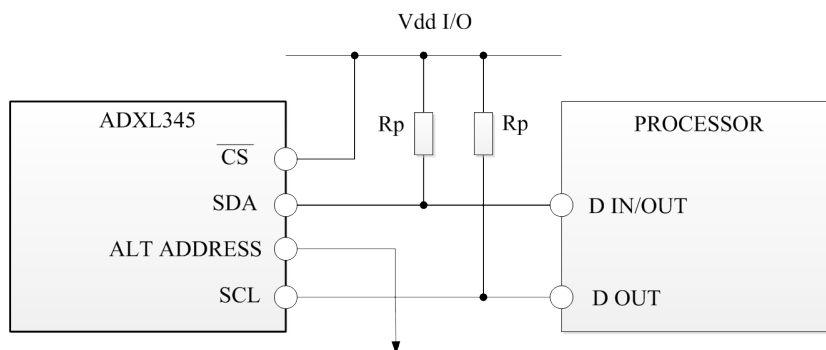 Vdd I/O
ADXL345
Rp
Rp
PROCESSOR
CS
SDA
D IN/OUT
ALT ADDRESS
SCL
D OUT